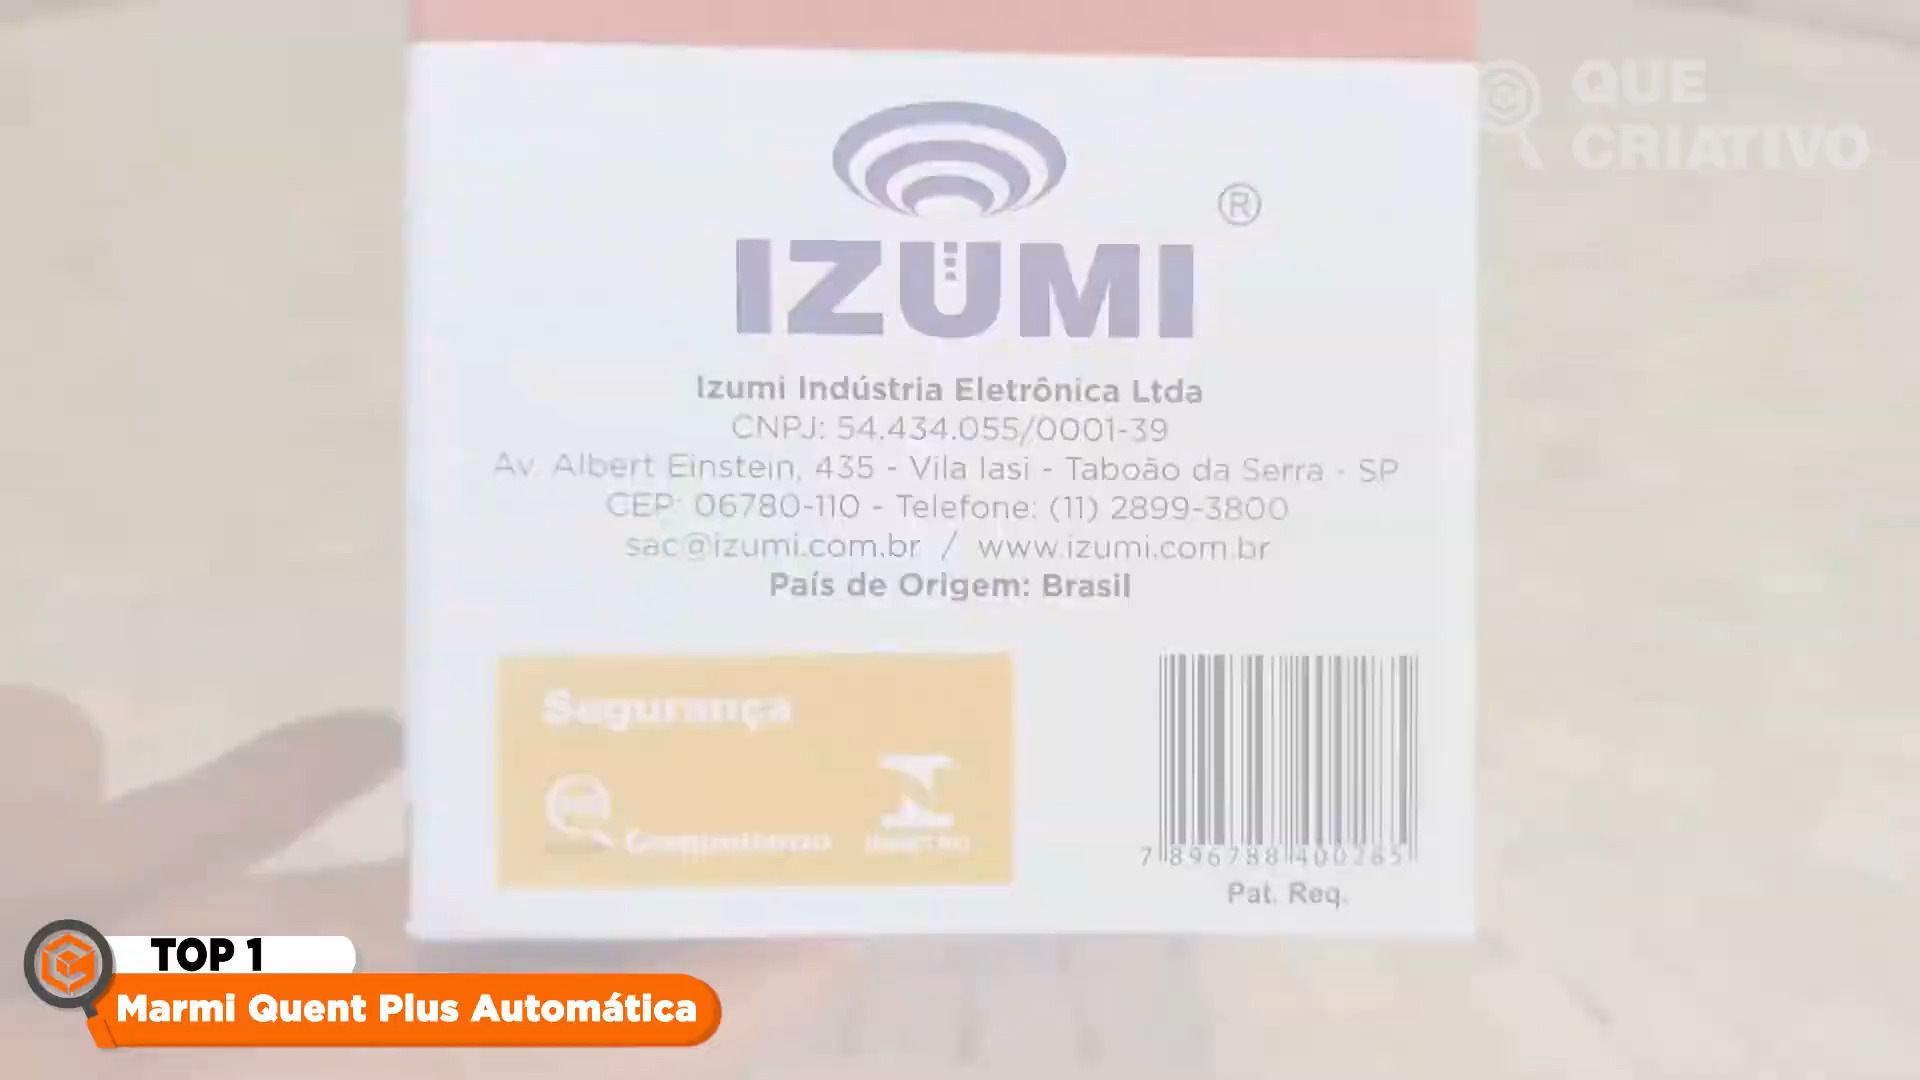 QUE
CRIATIVO
IZUMI
®
Izumi Indústria Eletrônica Ltda
CNPJ: 54.434.055/0001-39
Av. Albert Einstein, 435 - Vila Iasi - Taboão da Serra - SP
CEP: 06780-110 - Telefone: (11) 2899-3800
sac@izumi.com.br / www.izumi.com.br
País de Origem: Brasil
Segurança
Compulsório
INMETRO
7 896788 400285
Pat. Req.
TOP 1
Marmi Quent Plus Automática